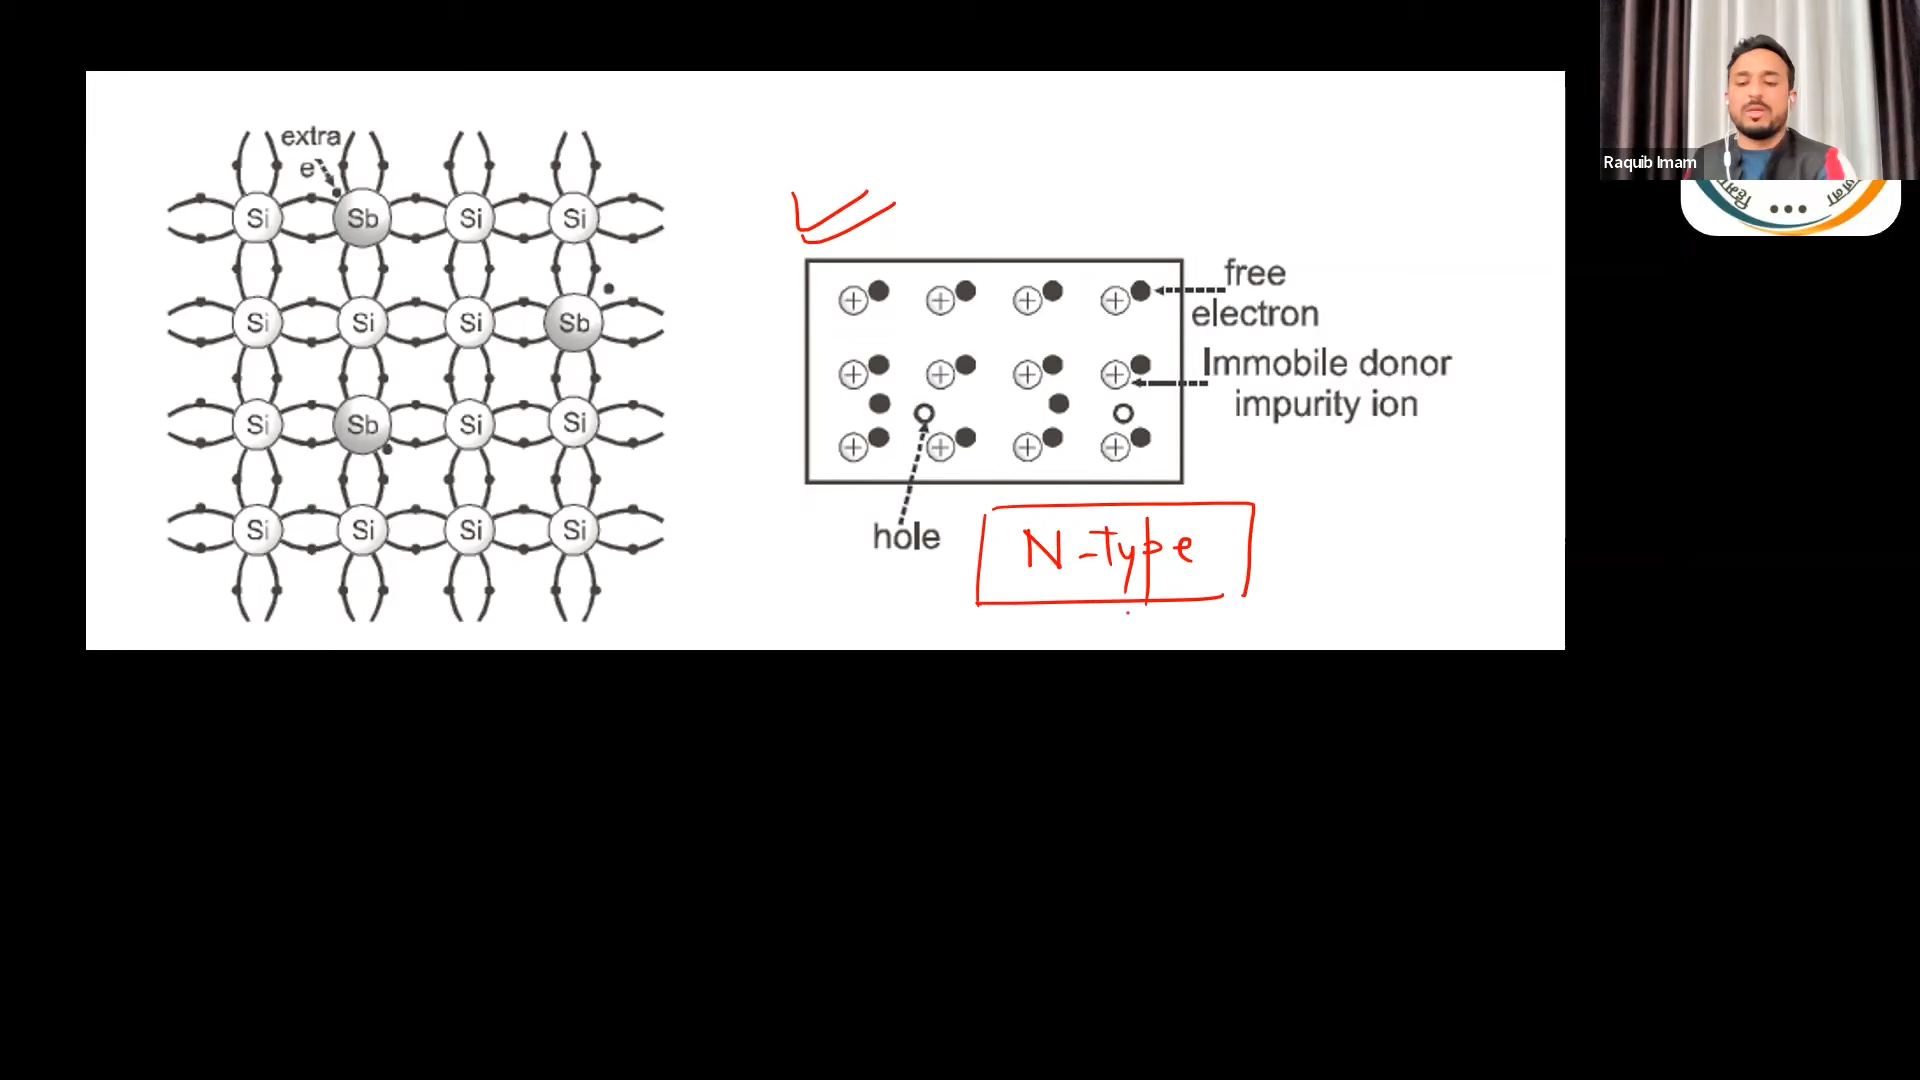 extra
e
Si Sb Si Si
Si Si Si Sb
Si Sb Si Si
Si Si Si Si
free
electron
Immobile donor
impurity ion
hole
N-Type
Raquib Imam